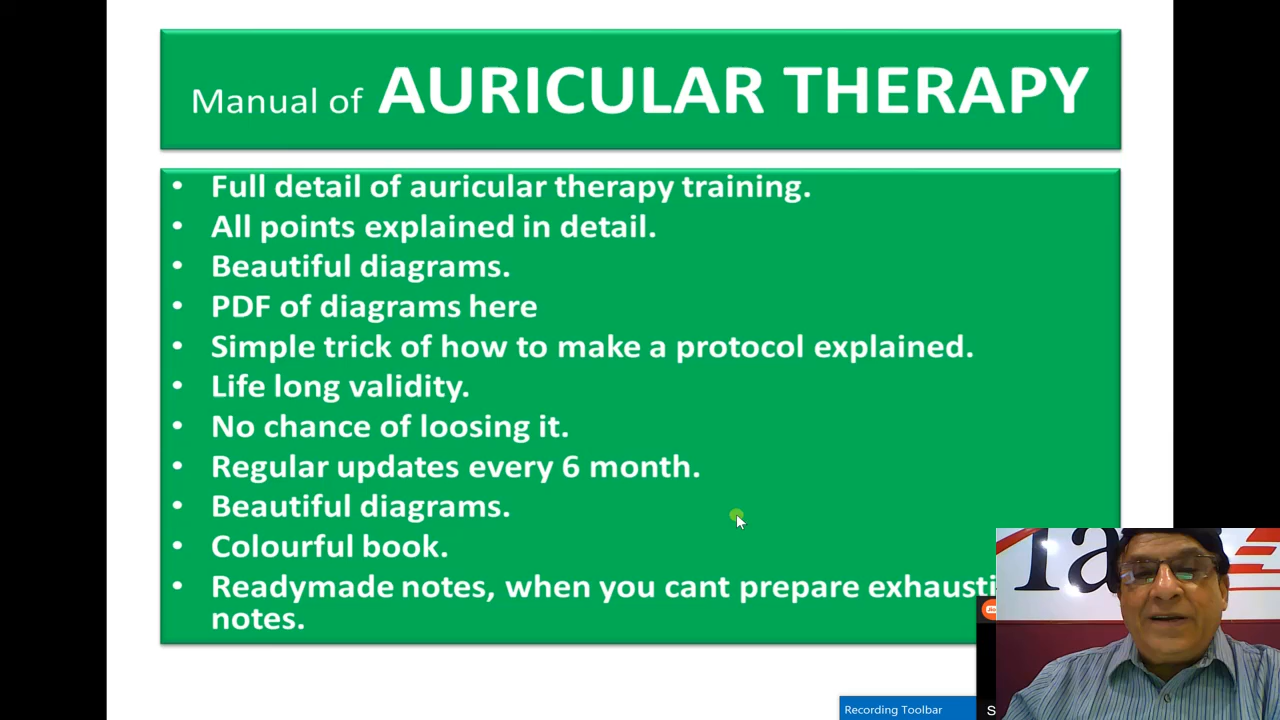 Manual of AURICULAR THERAPY
• Full detail of auricular therapy training.
• All points explained in detail.
• Beautiful diagrams.
• PDF of diagrams here
• Simple trick of how to make a protocol explained.
• Life long validity.
• No chance of loosing it.
• Regular updates every 6 month.
• Beautiful diagrams.
• Colourful book.
• Readymade notes, when you cant prepare exhausti
notes.
Recording Toolbar
S